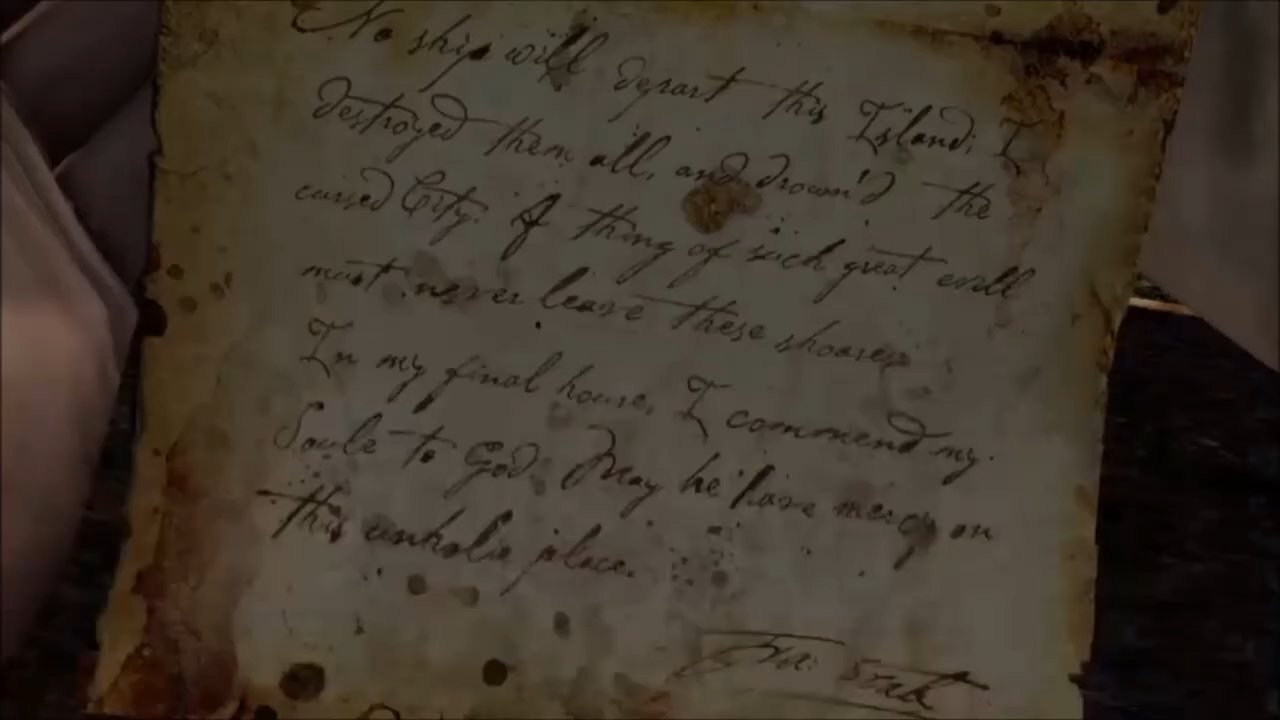 No ship will depart this Island; I
destroyed them all, and drown'd the
cursed City. A thing of such great evill
must never leave these shoares
In my final house, I commend my
Soule to God. May he have mercy on
this unholie place.
Fra: